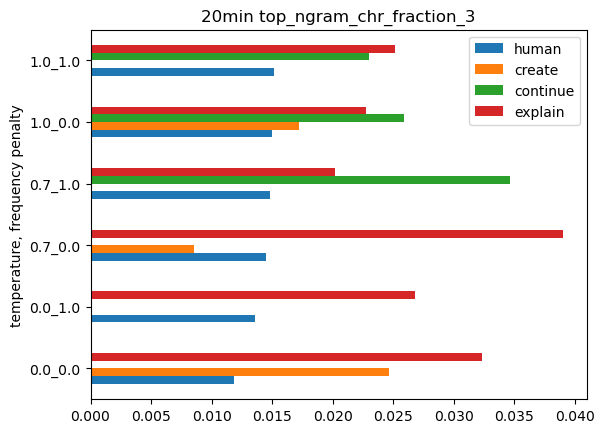 20min top_ngram_chr_fraction_3
human
create
continue
explain
temperature, frequency penalty
1.0_1.0
1.0_0.0
0.7_1.0
0.7_0.0
0.0_1.0
0.0_0.0
0.000 0.005 0.010 0.015 0.020 0.025 0.030 0.035 0.040